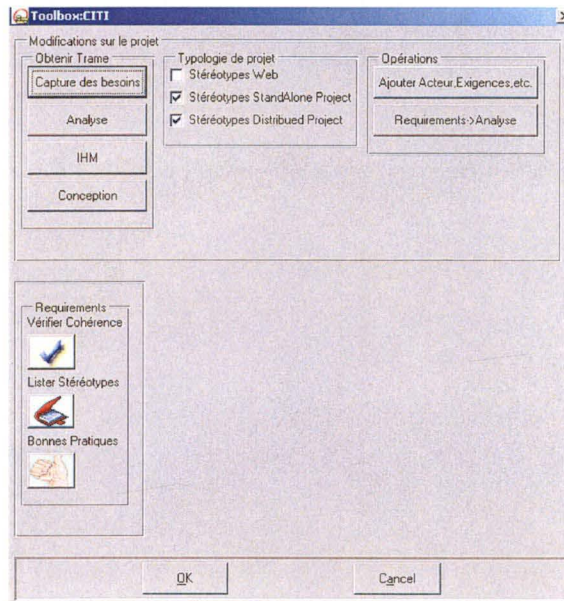 Toolbox:CITI
Modifications sur le projet
Obtenir Trame
Capture des besoins
Analyse
IHM
Conception
Typologie de projet
Stéréotypes Web
Stéréotypes StandAlone Project
Stéréotypes Distribued Project
Opérations
Ajouter Acteur,Exigences,etc.
Requirements->Analyse
Requirements
Vérifier Cohérence
Lister Stéréotypes
Bonnes Pratiques
OK
Cancel